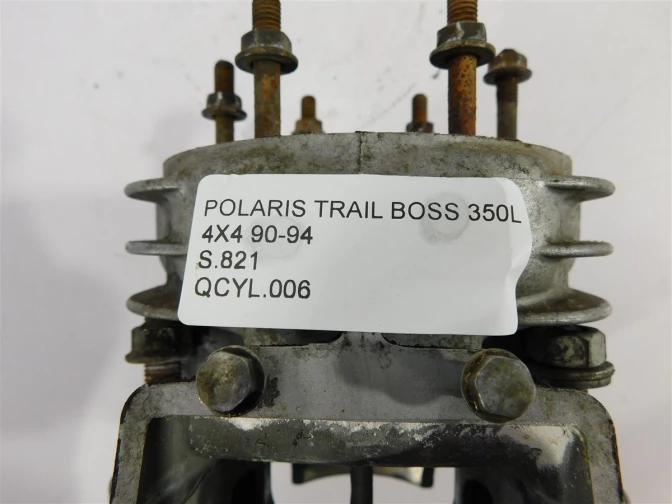 POLARIS TRAIL BOSS 350L
4X4 90-94
S.821
QCYL.006